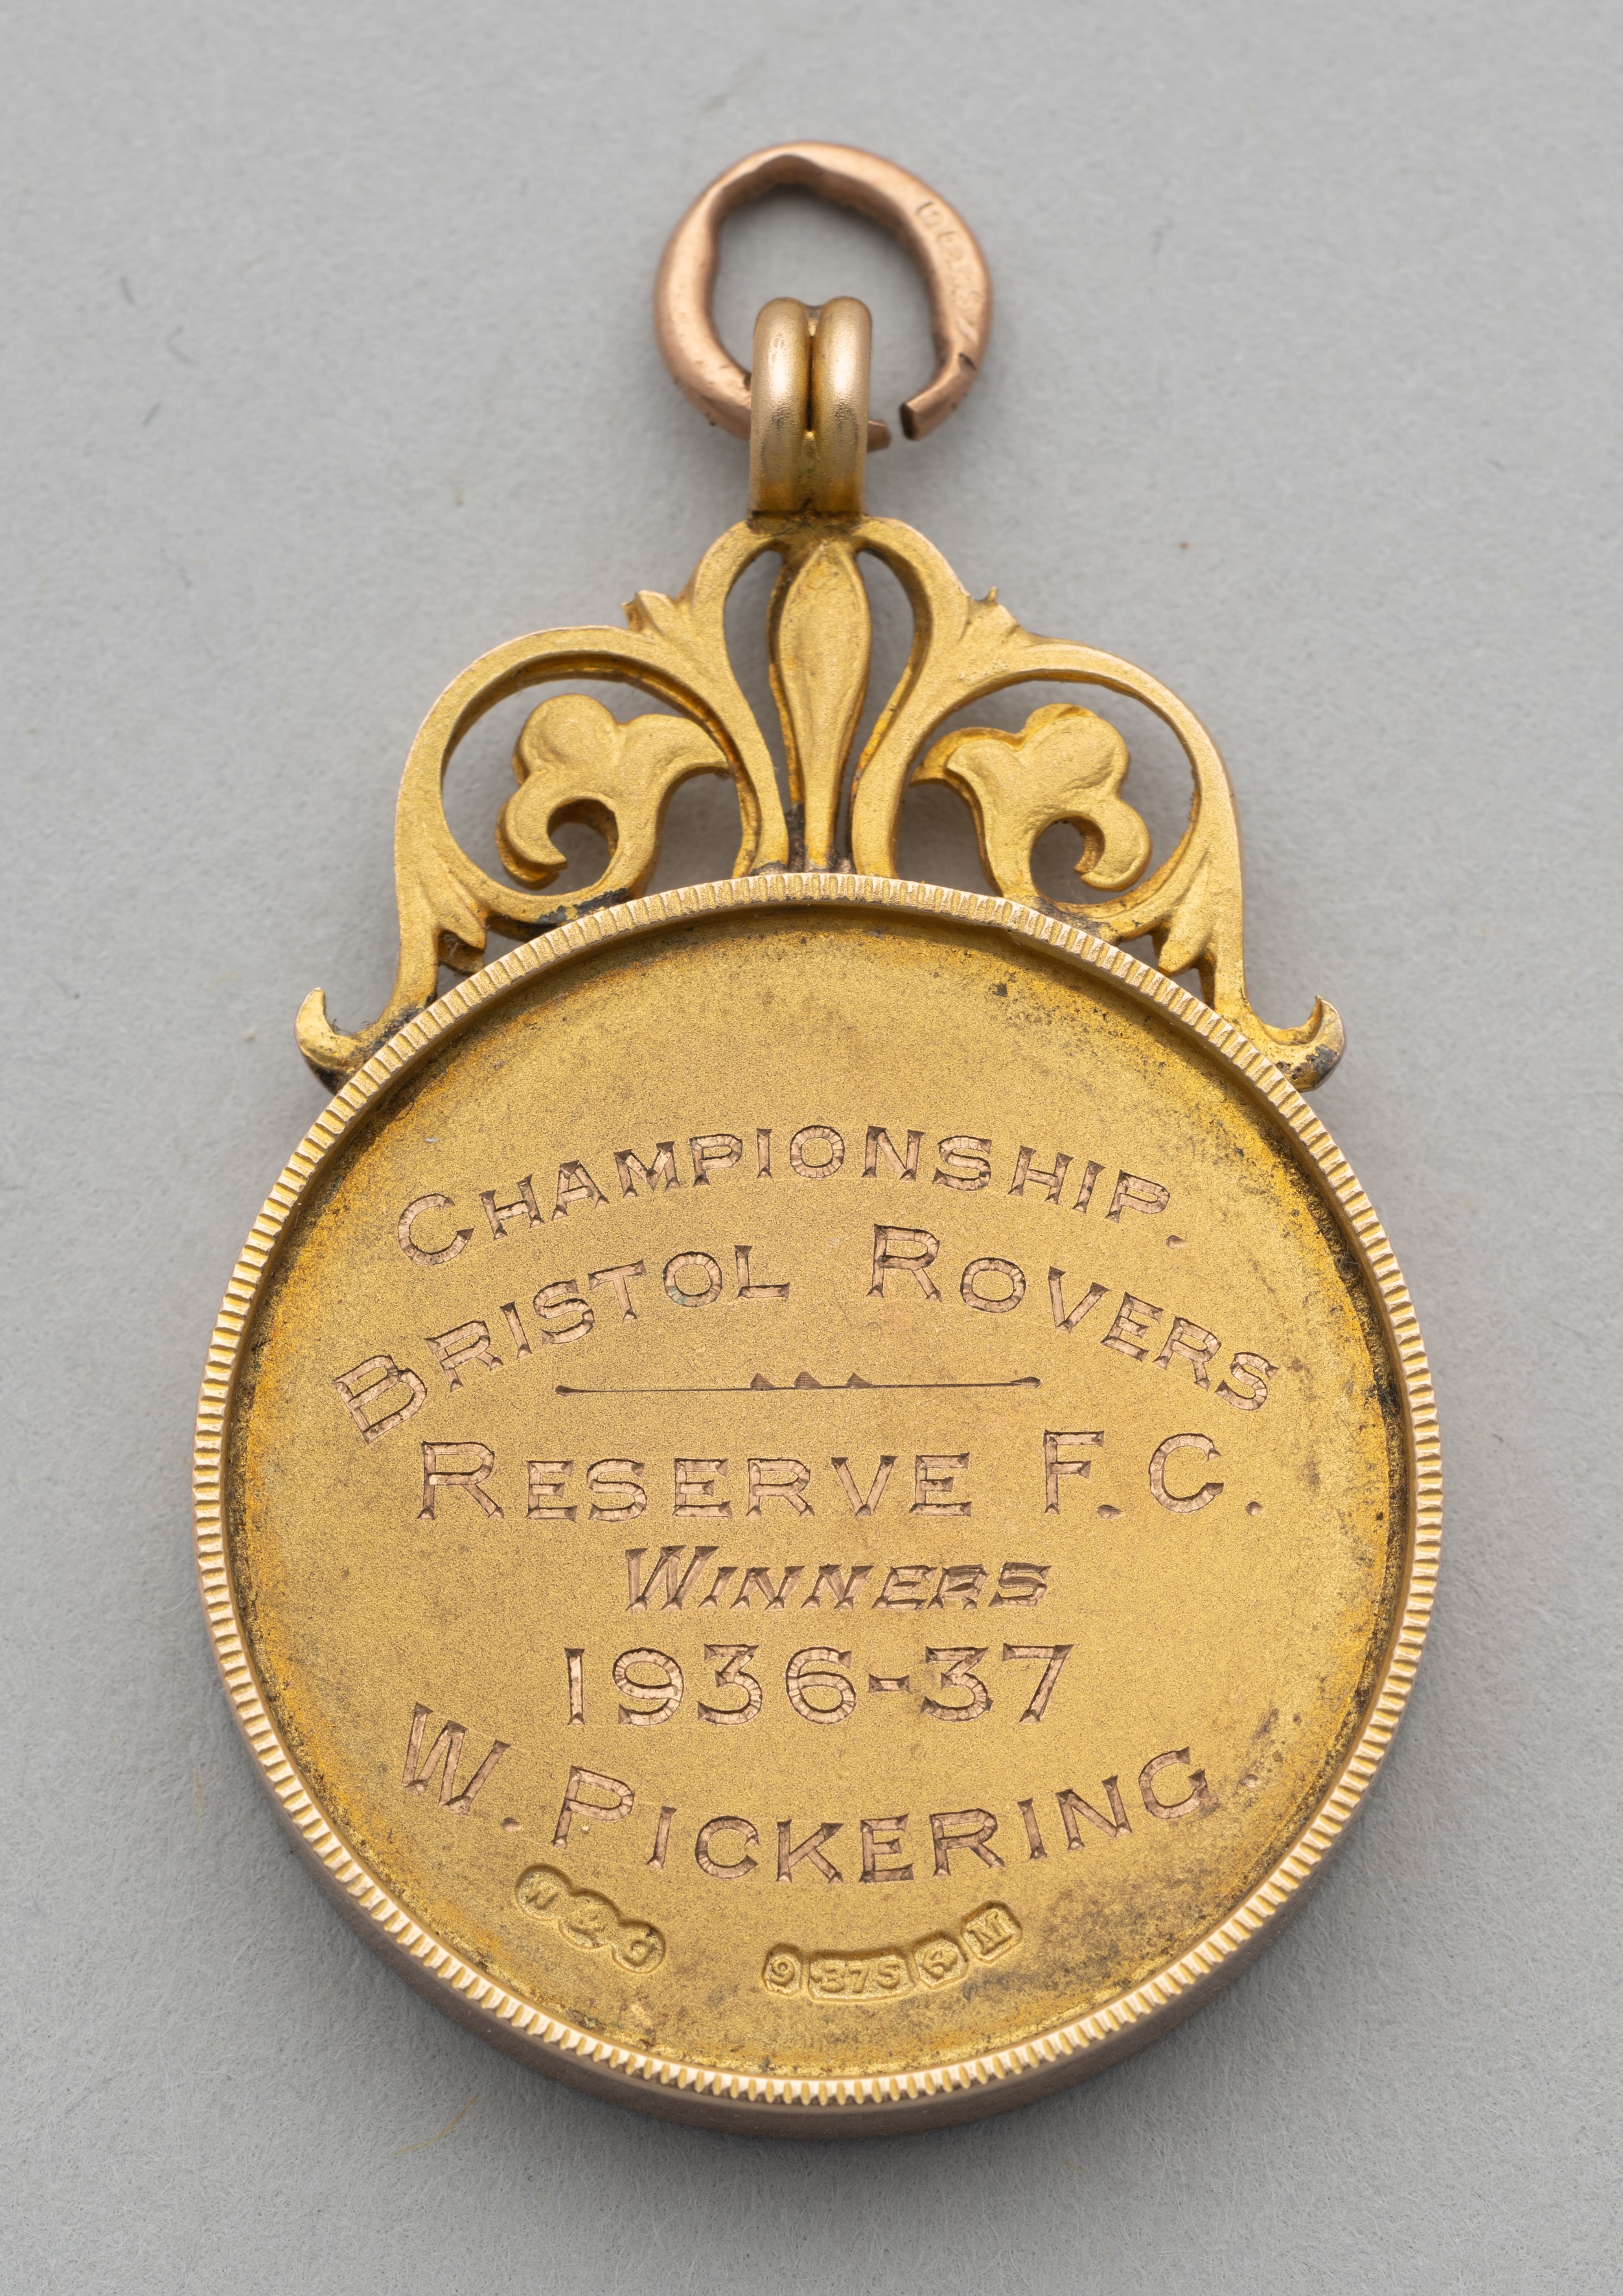 CHAMPIONSHIP.
BRISTOL ROVERS
RESERVE F.C.
WINNERS
1936-37
W. PICKERING.
9 .375 M